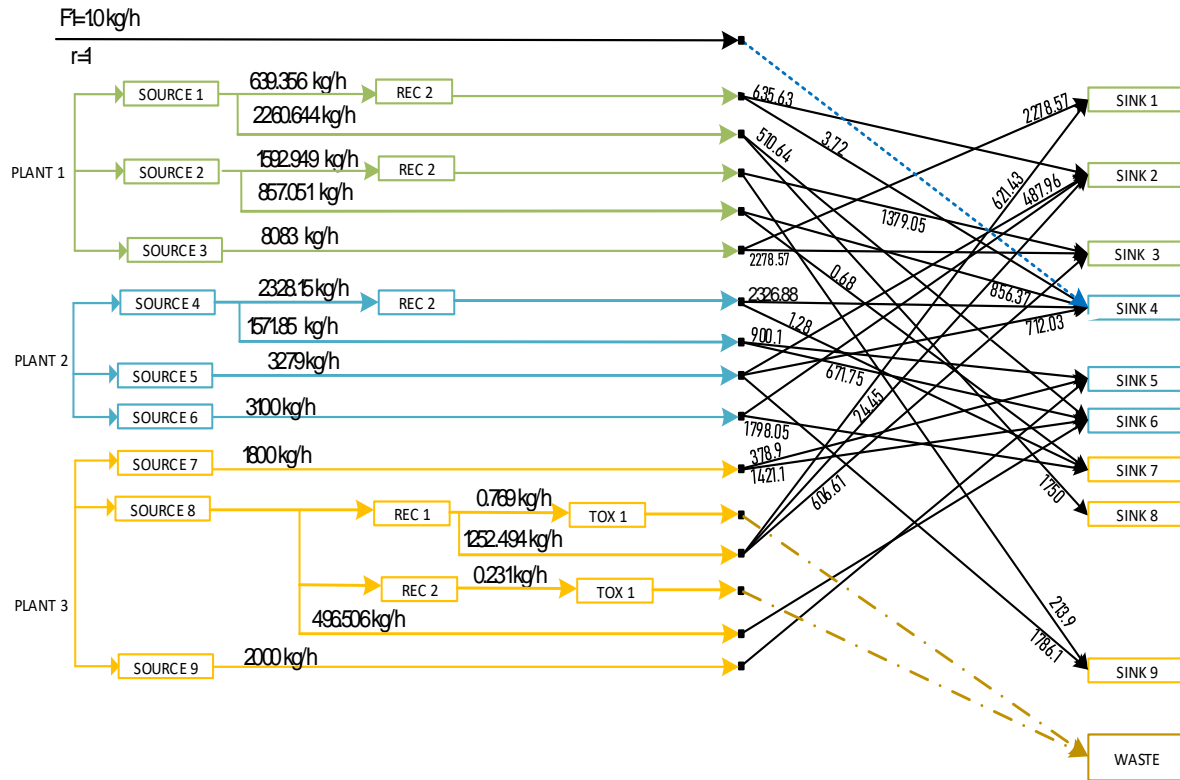 F1=1.0 kg/h
r=1
639.356 kg/h
SOURCE 1
REC 2
2260.644 kg/h
1592.949 kg/h
PLANT 1
SOURCE 2
REC 2
857.051 kg/h
8083 kg/h
SOURCE 3
2328.15 kg/h
SOURCE 4
REC 2
1571.85 kg/h
PLANT 2
3279 kg/h
SOURCE 5
3100 kg/h
SOURCE 6
1800 kg/h
SOURCE 7
SOURCE 8
0.769 kg/h
REC 1
TOX 1
1252.494 kg/h
0.231 kg/h
PLANT 3
REC 2
TOX 1
496.506 kg/h
2000 kg/h
SOURCE 9
635.63
3.72
510.64
2278.57
621.43
487.96
1379.05
2278.57
0.68
856.37
2326.88
1.28
712.03
900.1
671.75
24.45
1798.05
378.9
1421.1
606.61
1750
213.9
1786.1
SINK 1
SINK 2
SINK 3
SINK 4
SINK 5
SINK 6
SINK 7
SINK 8
SINK 9
WASTE